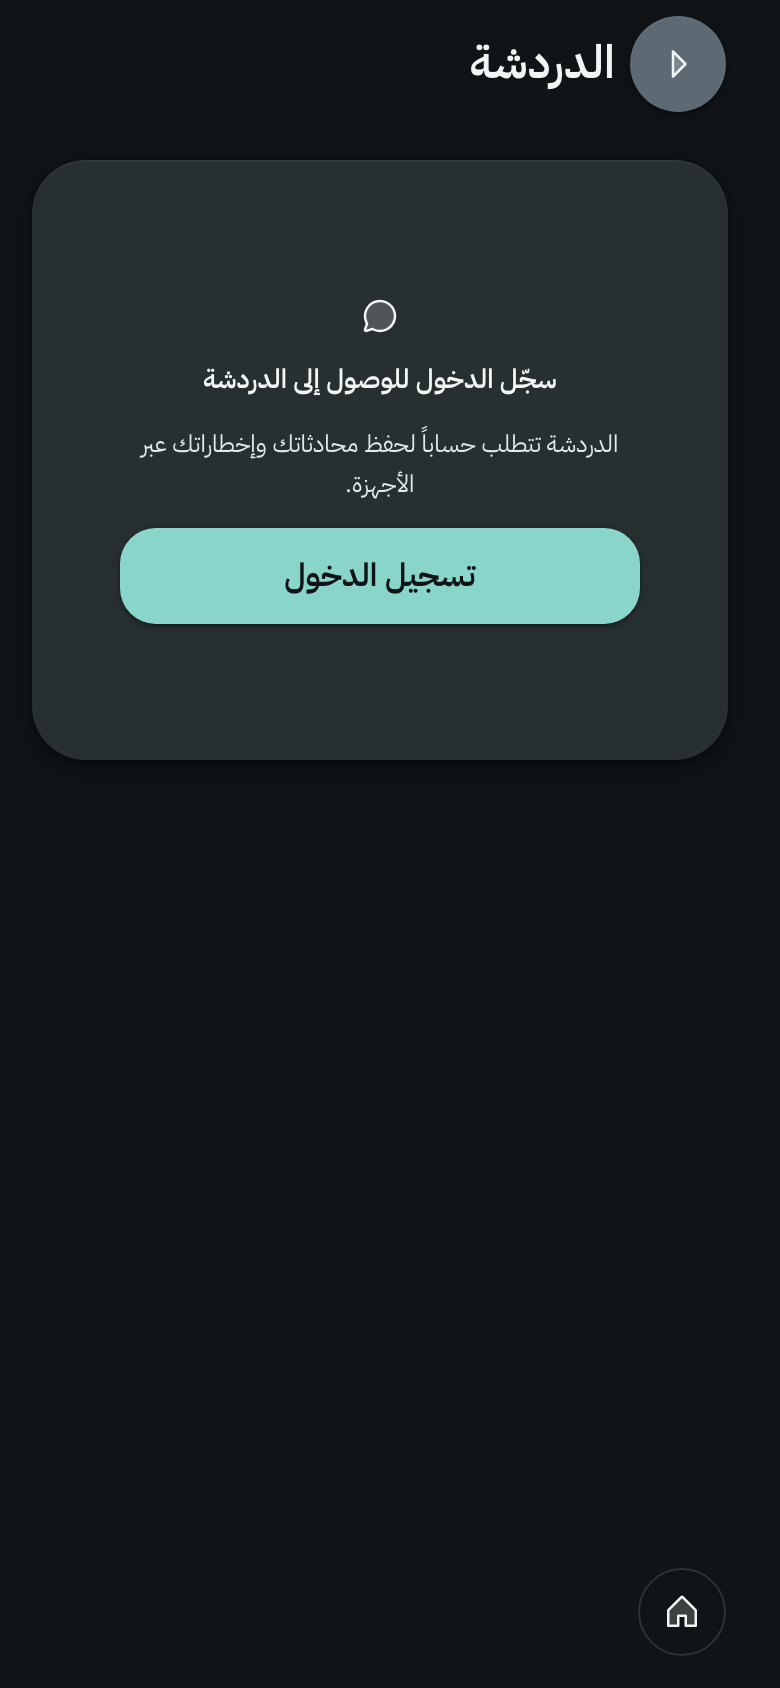 الدردشة
سجّل الدخول للوصول إلى الدردشة
الدردشة تتطلب حساباً لحفظ محادثاتك وإخطاراتك عبر
الأجهزة.
تسجيل الدخول